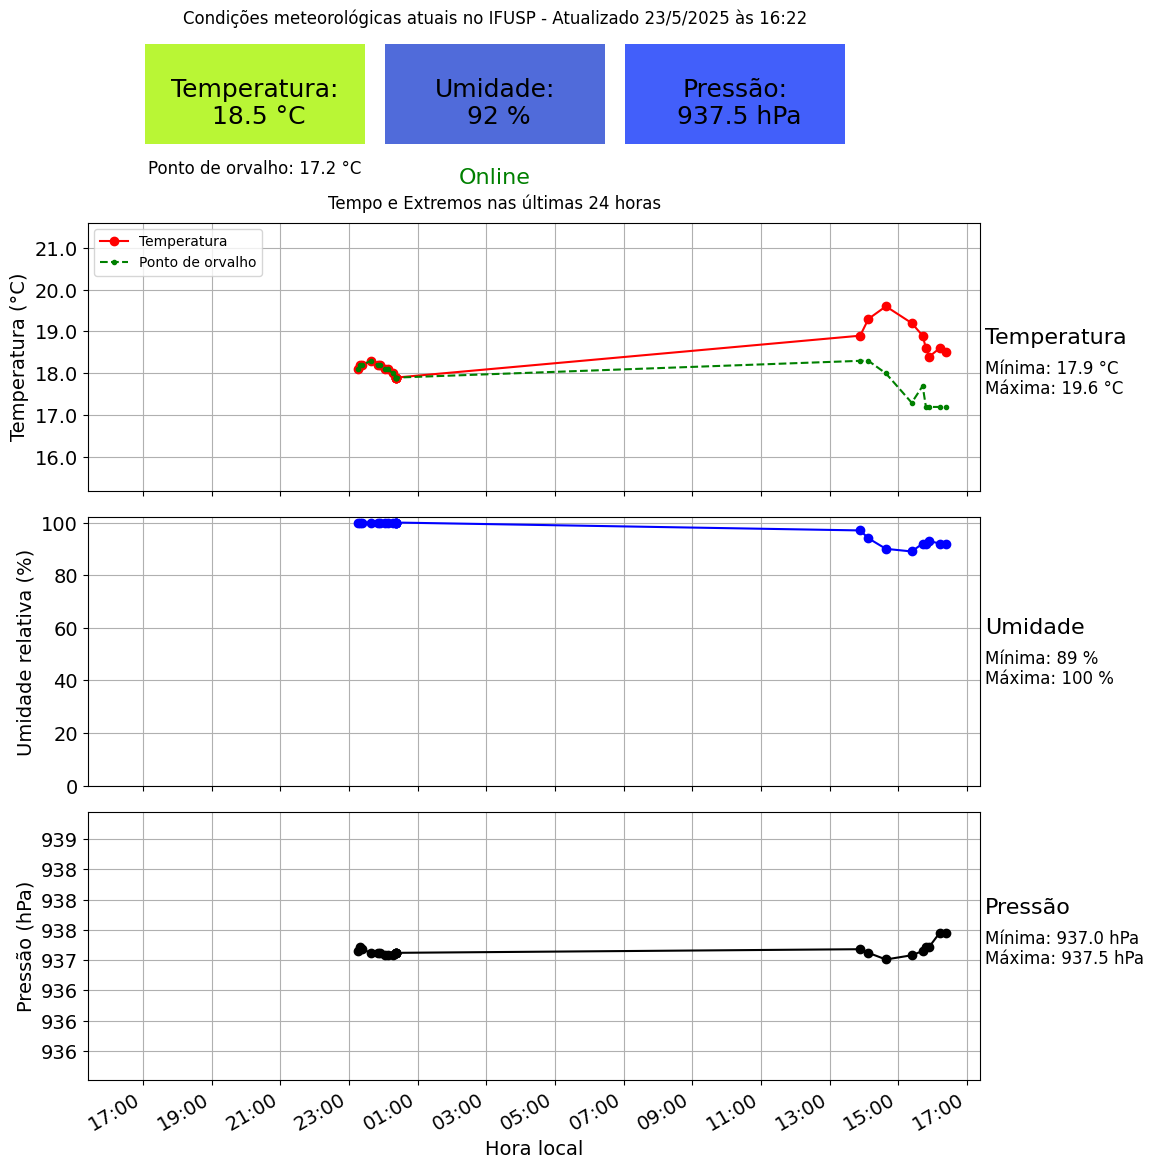 Condições meteorológicas atuais no IFUSP - Atualizado 23/5/2025 às 16:22
Temperatura:
18.5 °C
Umidade:
92 %
Pressão:
937.5 hPa
Ponto de orvalho: 17.2 °C
Online
Tempo e Extremos nas últimas 24 horas
Temperatura (°C)
21.0
20.0
19.0
18.0
17.0
16.0
Temperatura
Ponto de orvalho
Temperatura
Mínima: 17.9 °C
Máxima: 19.6 °C
Umidade relativa (%)
100
80
60
40
20
0
Umidade
Mínima: 89 %
Máxima: 100 %
Pressão (hPa)
939
938
938
938
937
936
936
936
Pressão
Mínima: 937.0 hPa
Máxima: 937.5 hPa
17:00
19:00
21:00
23:00
01:00
03:00
05:00
07:00
09:00
11:00
13:00
15:00
17:00
Hora local